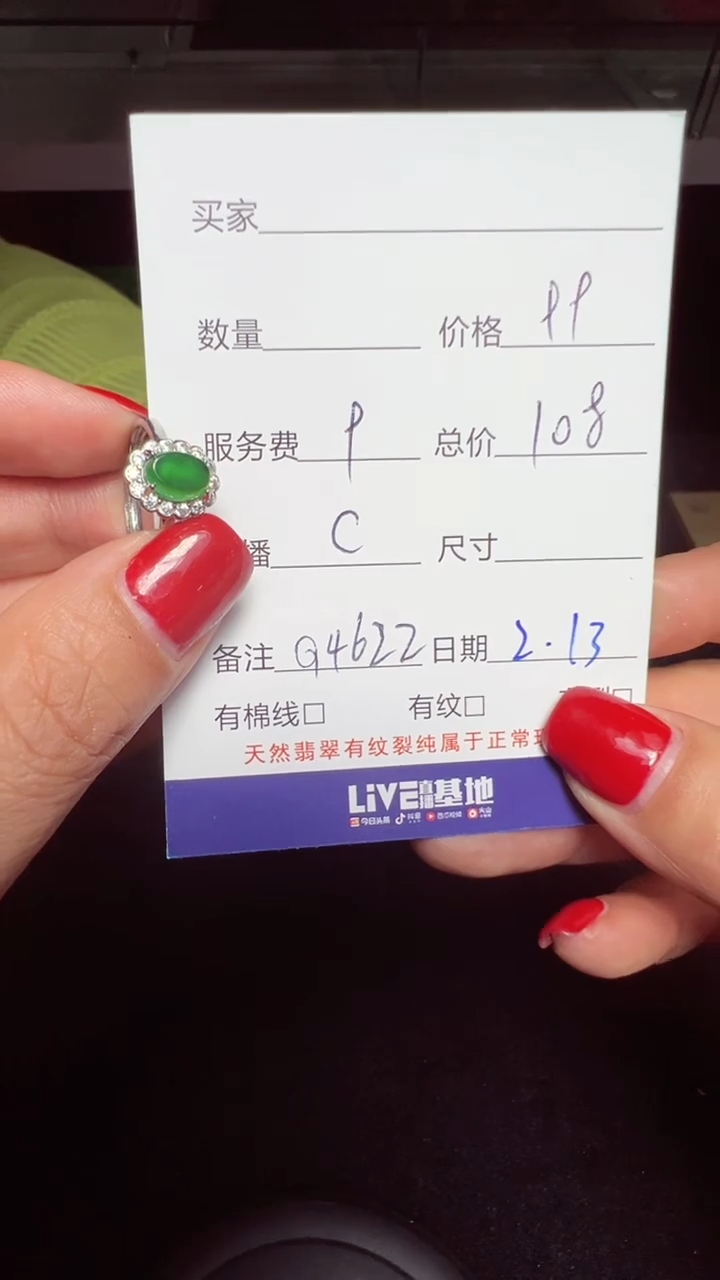 买家
数量 价格 99
服务费 9 总价 108
播 C 尺寸
备注 Q4622 日期 2.13
有棉线□ 有纹□
天然翡翠有纹裂纯属于正常
LiVE直播基地
今日头条 抖音 西瓜视频 火山